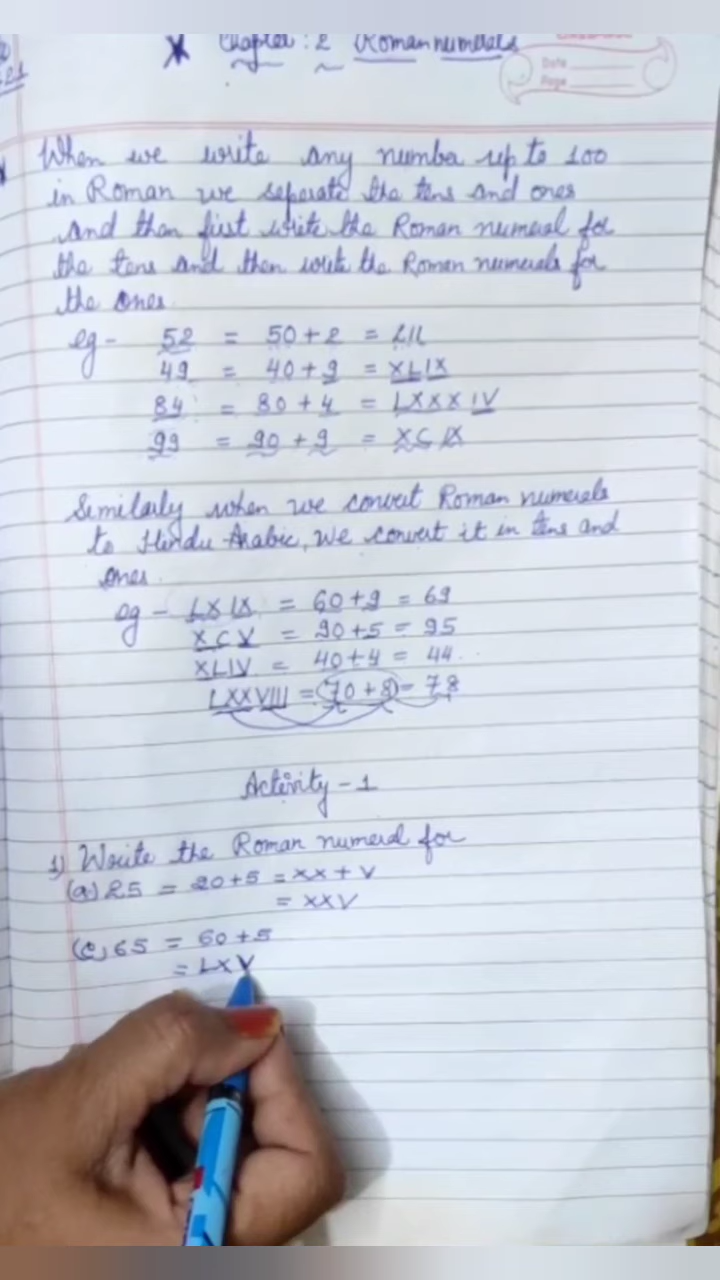 Chapter : 2 Roman numerals
Date
Page
When we write any number up to 100
in Roman we separate the tens and ones
and then first write the Roman numeral for
the tens and then write the Roman numerals for
the ones.
eg - 52 = 50+2 = LII
49 = 40+9 = XLIX
84 = 80+4 = LXXXIV
99 = 90+9 = XCIX
Similarly when we convert Roman numerals
to Hindu Arabic, we convert it in tens and
ones.
eg - LXIX = 60+9 = 69
XCV = 90+5 = 95
XLIV = 40+4 = 44.
LXXVIII = (70+8) = 78
Activity - 1
1) Write the Roman numeral for
(a) 25 = 20+5 = XX + V
= XXV
(c) 65 = 60+5
= LXV